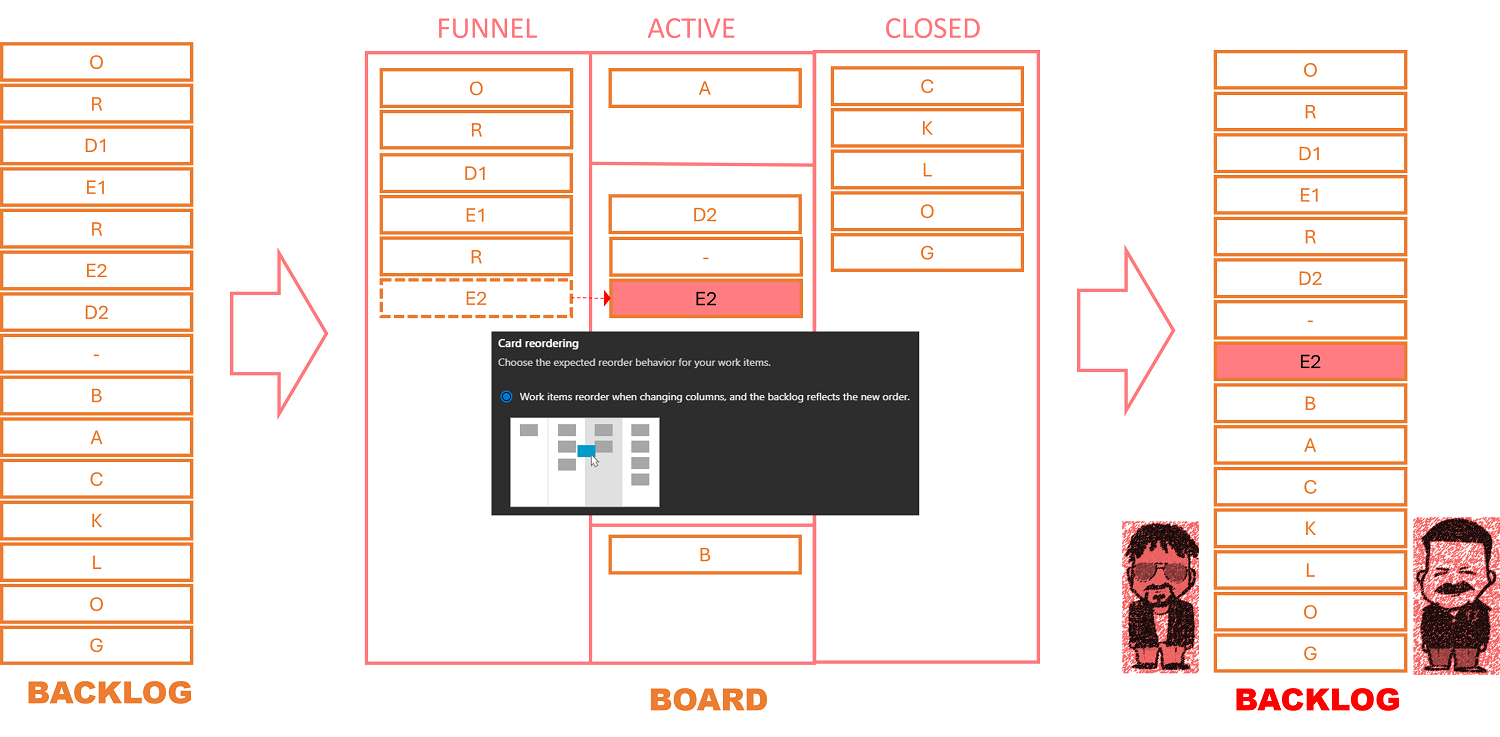 FUNNEL
ACTIVE
CLOSED
O
R
D1
E1
R
E2
D2
-
B
A
C
K
L
O
G
BACKLOG
O
R
D1
E1
R
E2
A
D2
-
E2
Card reordering
Choose the expected reorder behavior for your work items.
Work items reorder when changing columns, and the backlog reflects the new order.
B
C
K
L
O
G
BOARD
O
R
D1
E1
R
D2
-
E2
B
A
C
K
L
O
G
BACKLOG